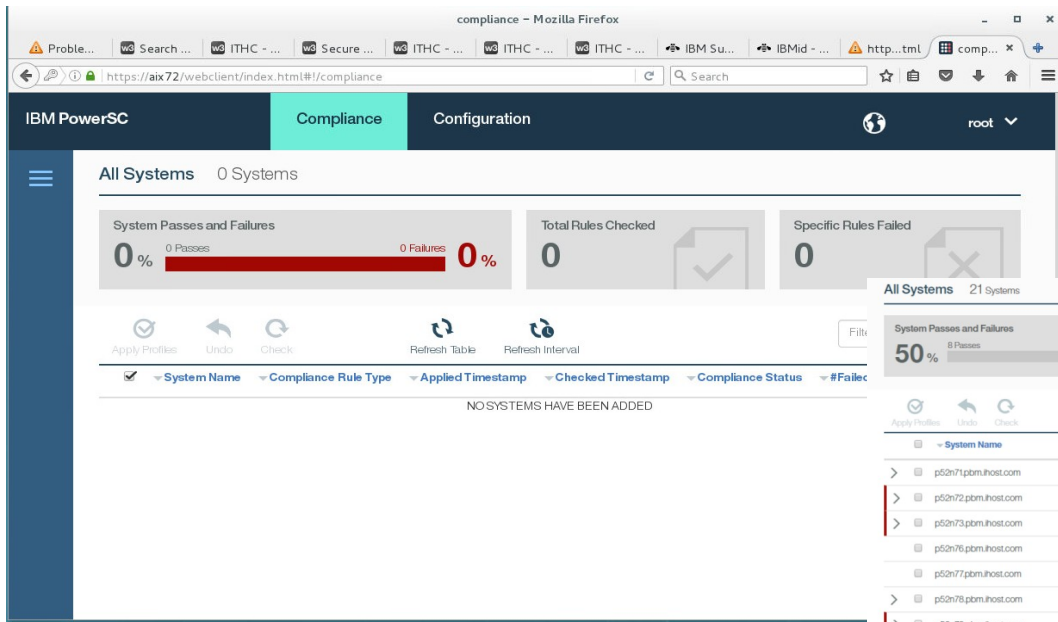 compliance - Mozilla Firefox
Proble... Search ... ITHC - ... Secure ... ITHC - ... ITHC - ... ITHC - ... IBM Su... IBMid - ... http...tml comp...
https://aix72/webclient/index.html#!/compliance Search
IBM PowerSC Compliance Configuration root
All Systems 0 Systems
System Passes and Failures Total Rules Checked Specific Rules Failed
0 % 0 Passes 0 Failures 0 % 0 0
Apply Profiles Undo Check Refresh Table Refresh Interval Filte
System Name Compliance Rule Type Applied Timestamp Checked Timestamp Compliance Status #Failed
NO SYSTEMS HAVE BEEN ADDED
All Systems 21 Systems
System Passes and Failures
50 % 8 Passes
Apply Profiles Undo Check
System Name
p52n71.pbm.ihost.com
p52n72.pbm.ihost.com
p52n73.pbm.ihost.com
p52n76.pbm.ihost.com
p52n77.pbm.ihost.com
p52n78.pbm.ihost.com